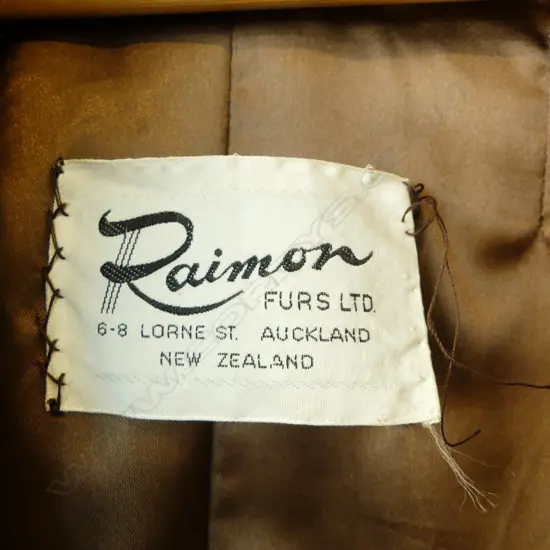 Raimon
FURS LTD.
6-8 LORNE ST. AUCKLAND
NEW ZEALAND